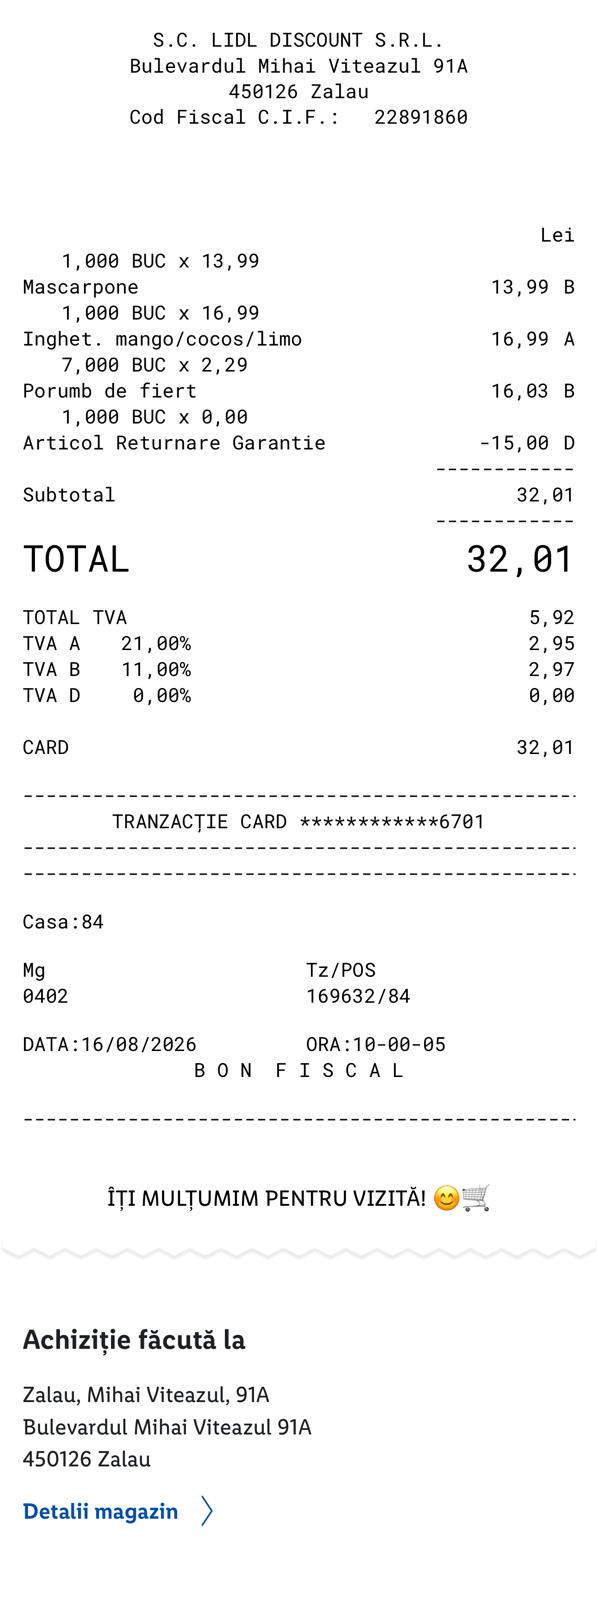 S.C. LIDL DISCOUNT S.R.L.
Bulevardul Mihai Viteazul 91A
450126 Zalau
Cod Fiscal C.I.F.: 22891860
Lei
1,000 BUC x 13,99
Mascarpone 13,99 B
1,000 BUC x 16,99
Inghet. mango/cocos/limo 16,99 A
7,000 BUC x 2,29
Porumb de fiert 16,03 B
1,000 BUC x 0,00
Articol Returnare Garantie -15,00 D
------------
Subtotal 32,01
------------
TOTAL 32,01
TOTAL TVA 5,92
TVA A 21,00% 2,95
TVA B 11,00% 2,97
TVA D 0,00% 0,00
CARD 32,01
------------------------------------------------
TRANZACȚIE CARD ************6701
------------------------------------------------
------------------------------------------------
Casa:84
Mg Tz/POS
0402 169632/84
DATA:16/08/2026 ORA:10-00-05
B O N  F I S C A L
------------------------------------------------
ÎȚI MULȚUMIM PENTRU VIZITĂ! 😊🛒
Achiziție făcută la
Zalau, Mihai Viteazul, 91A
Bulevardul Mihai Viteazul 91A
450126 Zalau
Detalii magazin